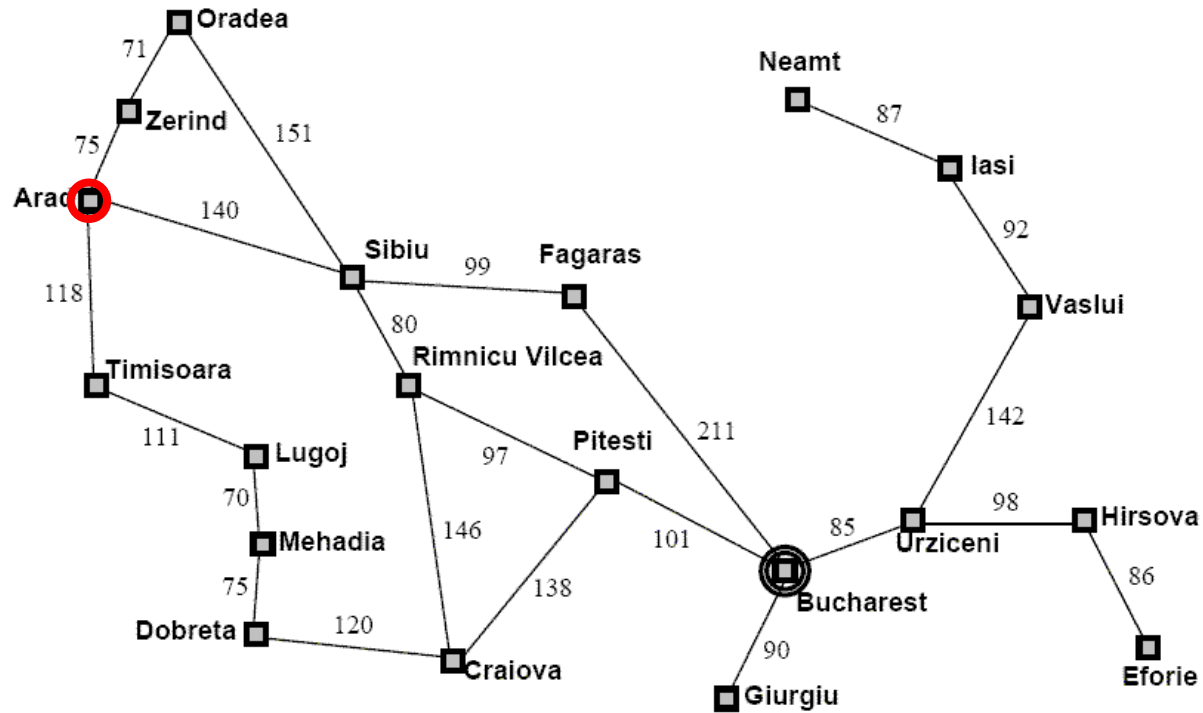 Oradea
71
Neamt
Zerind
87
151
75
Iasi
Arad
140
Sibiu
Fagaras
92
99
118
Vaslui
80
Rimnicu Vilcea
Timisoara
142
211
Pitesti
111
Lugoj
97
70
98
Hirsova
146
101
85
Urziceni
Mehadia
86
75
138
Bucharest
Dobreta
120
90
Craiova
Eforie
Giurgiu